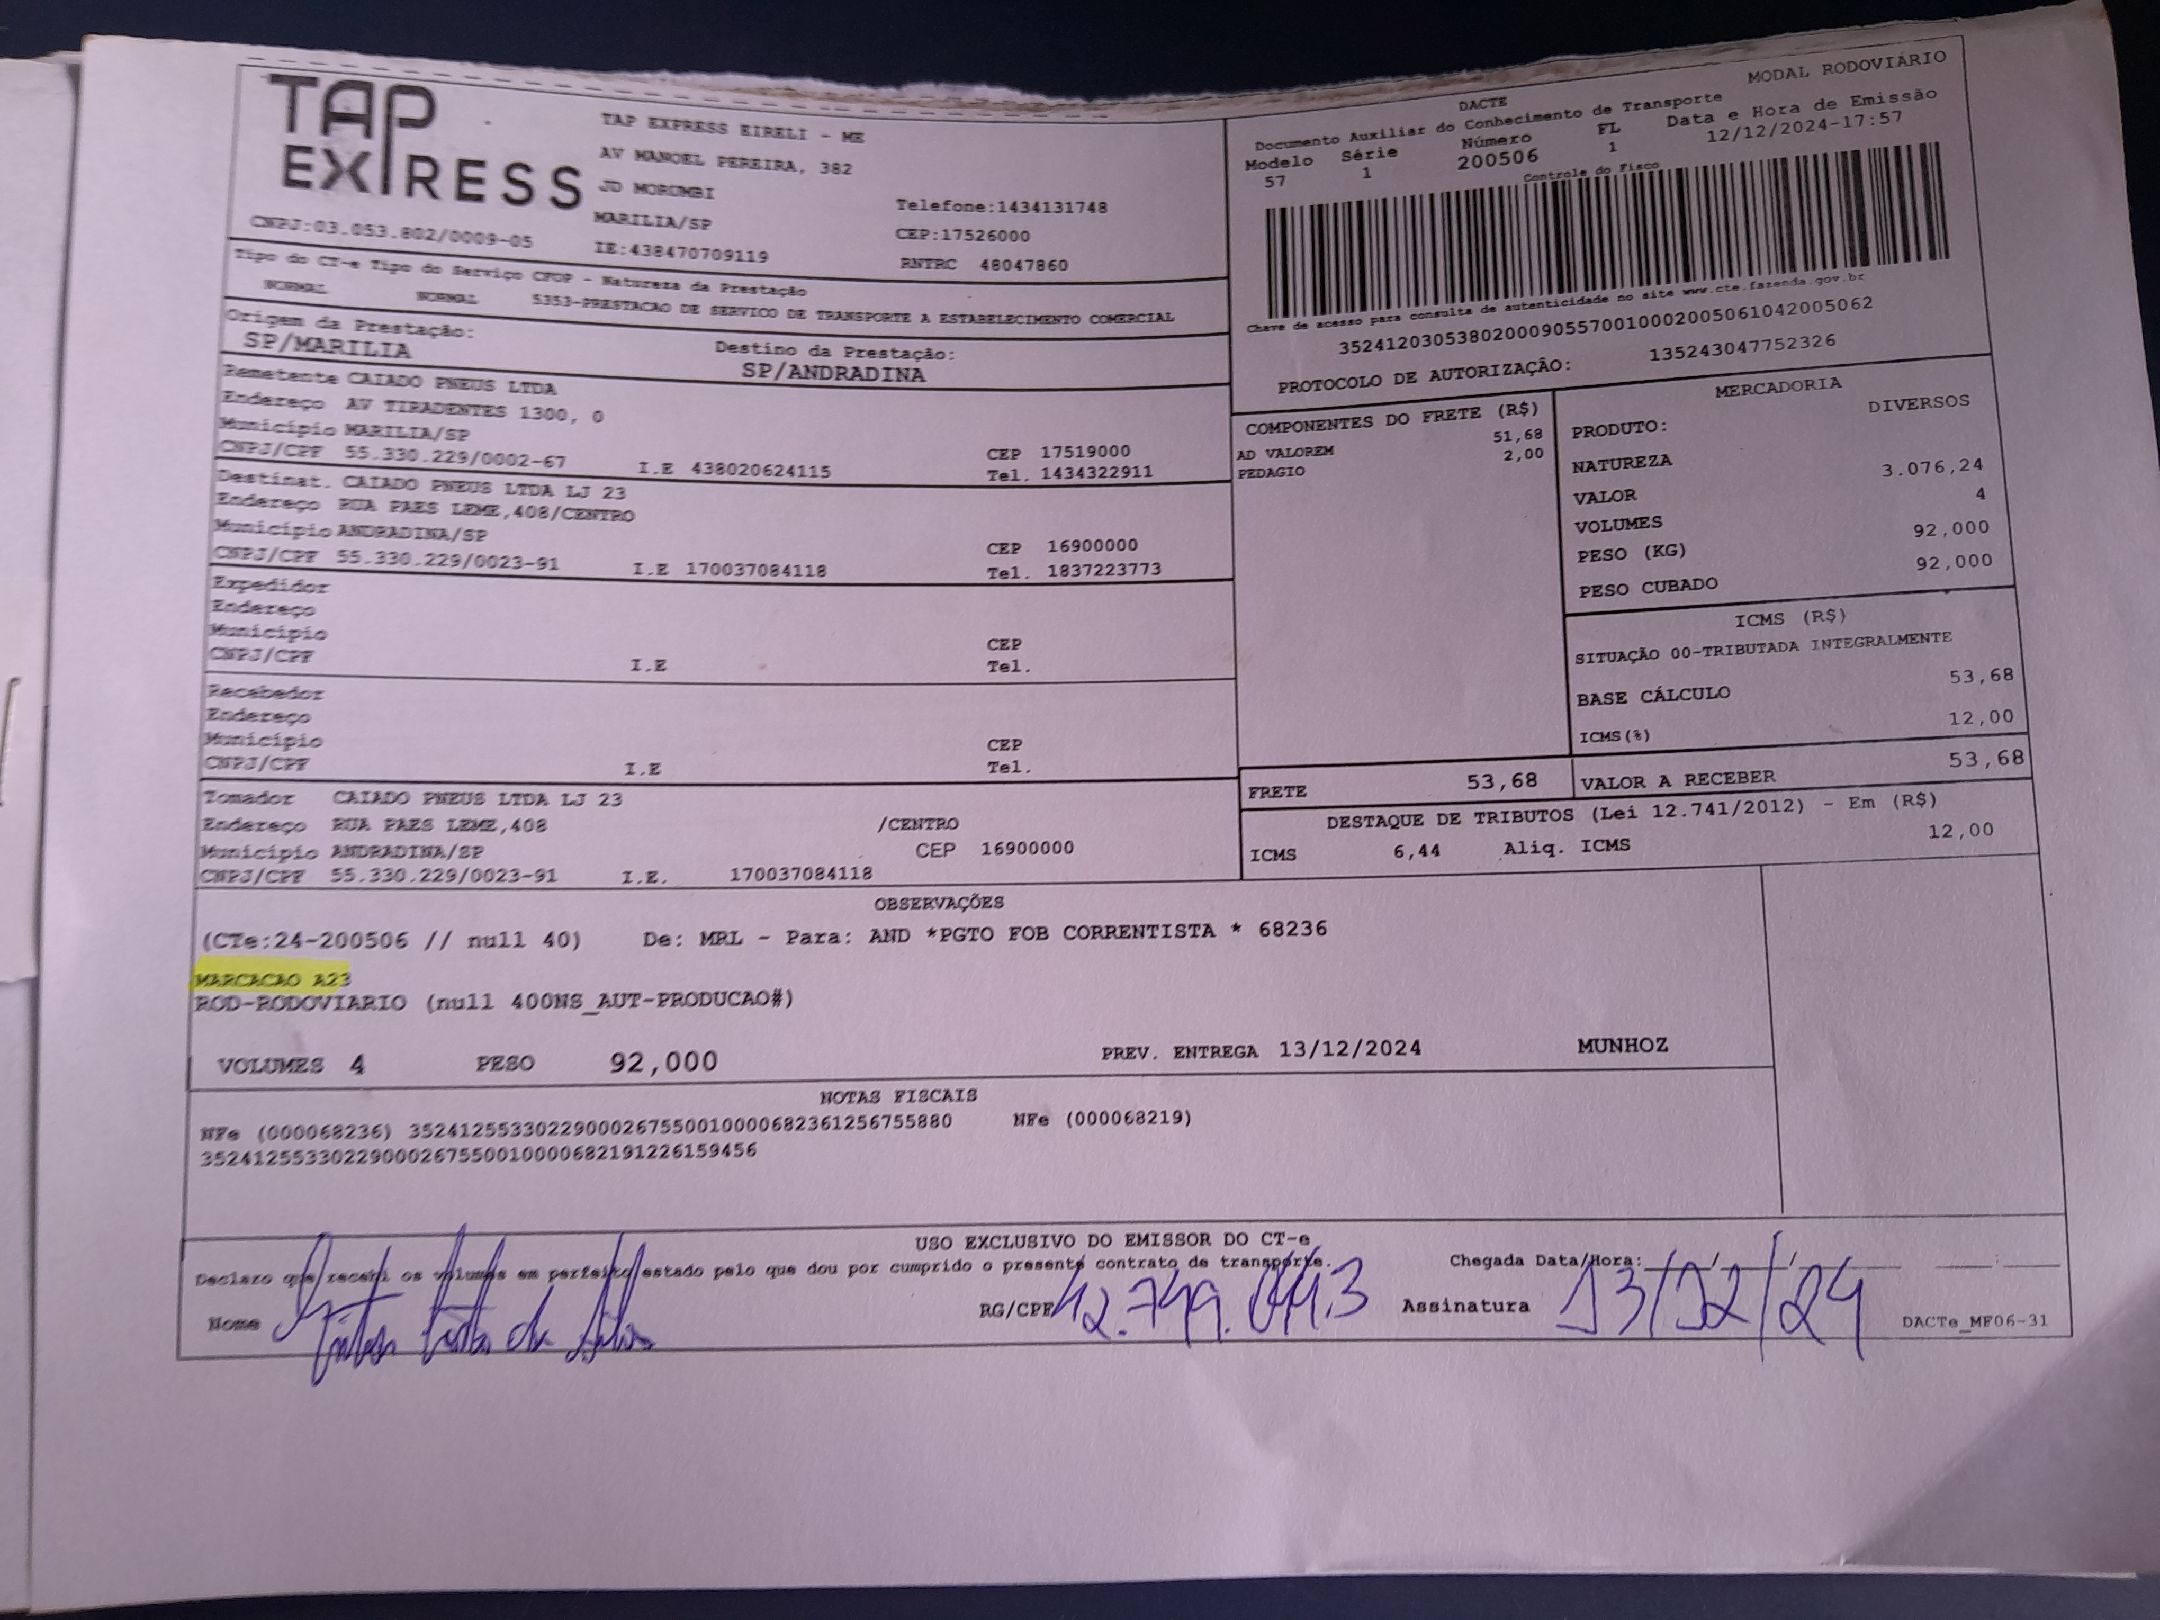 TAP
EXPRESS
TAP EXPRESS EIRELI - ME
AV MANOEL PEREIRA, 382
JD MORUMBI
MARILIA/SP
IE:438470709119
Telefone:1434131748
CEP:17526000
RNTRC 48047860
CNPJ:03.053.802/0009-05
MODAL RODOVIÁRIO
DACTE
Documento Auxiliar do Conhecimento de Transporte
Modelo Série Número FL Data e Hora de Emissão
57 1 200506 1 12/12/2024-17:57
Controle do Fisco
Chave de acesso para consulta de autenticidade no site www.cte.fazenda.gov.br
35241203053802000905570010002005061042005062
PROTOCOLO DE AUTORIZAÇÃO: 135243047752326
Tipo do CT-e Tipo do Serviço CFOP - Natureza da Prestação
NORMAL NORMAL 5353-PRESTACAO DE SERVICO DE TRANSPORTE A ESTABELECIMENTO COMERCIAL
Origem da Prestação: Destino da Prestação:
SP/MARILIA SP/ANDRADINA
Remetente CAIADO PNEUS LTDA
Endereço AV TIRADENTES 1300, 0
Município MARILIA/SP CEP 17519000
CNPJ/CPF 55.330.229/0002-67 I.E 438020624115 Tel. 1434322911
Destinat. CAIADO PNEUS LTDA LJ 23
Endereço RUA PAES LEME,408/CENTRO
Município ANDRADINA/SP CEP 16900000
CNPJ/CPF 55.330.229/0023-91 I.E 170037084118 Tel. 1837223773
Expedidor
Endereço
Município CEP
CNPJ/CPF I.E Tel.
Recebedor
Endereço
Município CEP
CNPJ/CPF I.E Tel.
Tomador CAIADO PNEUS LTDA LJ 23
Endereço RUA PAES LEME,408 /CENTRO
Município ANDRADINA/SP CEP 16900000
CNPJ/CPF 55.330.229/0023-91 I.E. 170037084118
COMPONENTES DO FRETE (R$)
AD VALOREM 51,68
PEDAGIO 2,00
MERCADORIA
PRODUTO: DIVERSOS
NATUREZA
VALOR 3.076,24
VOLUMES 4
PESO (KG) 92,000
PESO CUBADO 92,000
ICMS (R$)
SITUAÇÃO 00-TRIBUTADA INTEGRALMENTE
BASE CÁLCULO 53,68
ICMS(%) 12,00
FRETE 53,68 VALOR A RECEBER 53,68
DESTAQUE DE TRIBUTOS (Lei 12.741/2012) - Em (R$)
ICMS 6,44 Aliq. ICMS 12,00
OBSERVAÇÕES
(CTe:24-200506 // null 40) De: MRL - Para: AND *PGTO FOB CORRENTISTA * 68236
MARCACAO A23
ROD-RODOVIARIO (null 400NS_AUT-PRODUCAO#)
VOLUMES 4 PESO 92,000 PREV. ENTREGA 13/12/2024 MUNHOZ
NOTAS FISCAIS
NFe (000068236) 35241255330229000267550010000682361256755880 NFe (000068219)
35241255330229000267550010000682191226159456
USO EXCLUSIVO DO EMISSOR DO CT-e
Declaro que recebi os volumes em perfeito estado pelo que dou por cumprido o presente contrato de transporte. Chegada Data/Hora:
Nome da Silva RG/CPF Assinatura 13/12/24
DACTe_MF06-31